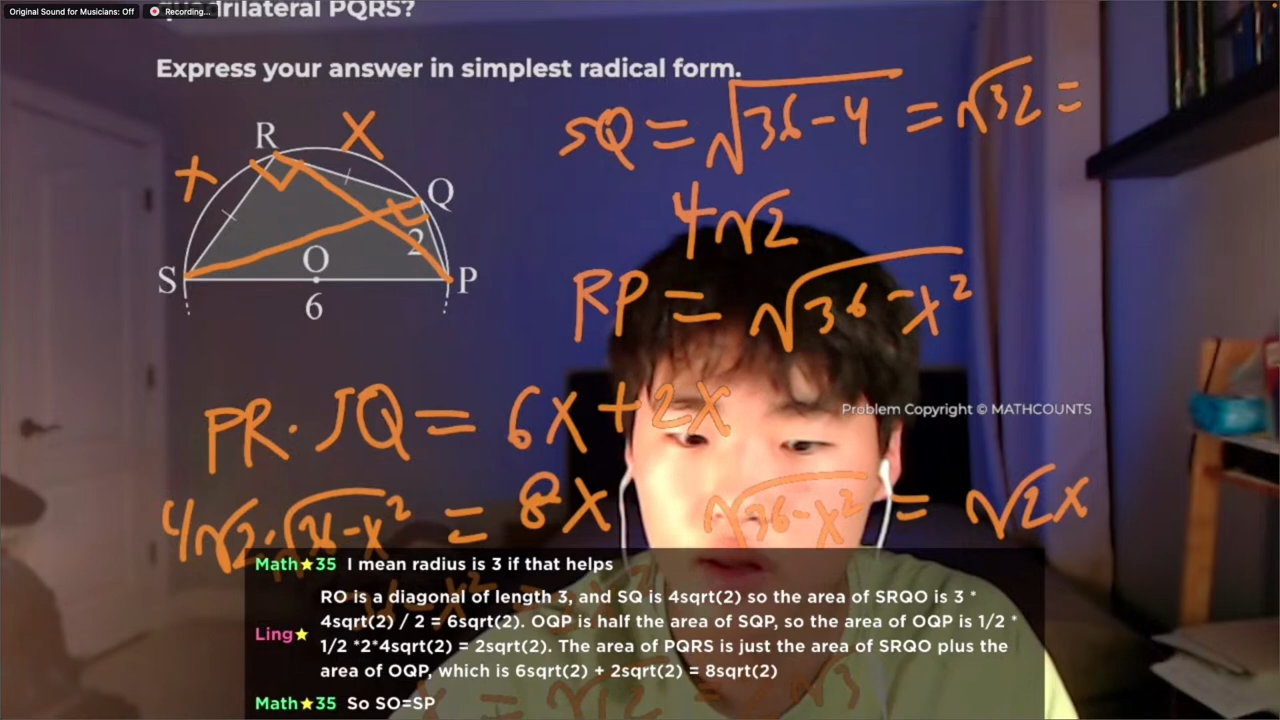 Original Sound for Musicians: Off Recording...
quadrilateral PQRS?
Express your answer in simplest radical form.
SQ = √36-4 = √32 =
4√2
R X
X
Q
2
S O P
6
RP = √36-x²
PR · SQ = 6x + 2x
Problem Copyright © MATHCOUNTS
4√2 · √36-x² = 8x √36-x² = √2x
Math⭐35 I mean radius is 3 if that helps
RO is a diagonal of length 3, and SQ is 4sqrt(2) so the area of SRQO is 3 *
4sqrt(2) / 2 = 6sqrt(2). OQP is half the area of SQP, so the area of OQP is 1/2 *
Ling⭐
1/2 *2*4sqrt(2) = 2sqrt(2). The area of PQRS is just the area of SRQO plus the
area of OQP, which is 6sqrt(2) + 2sqrt(2) = 8sqrt(2)
Math⭐35 So SO=SP